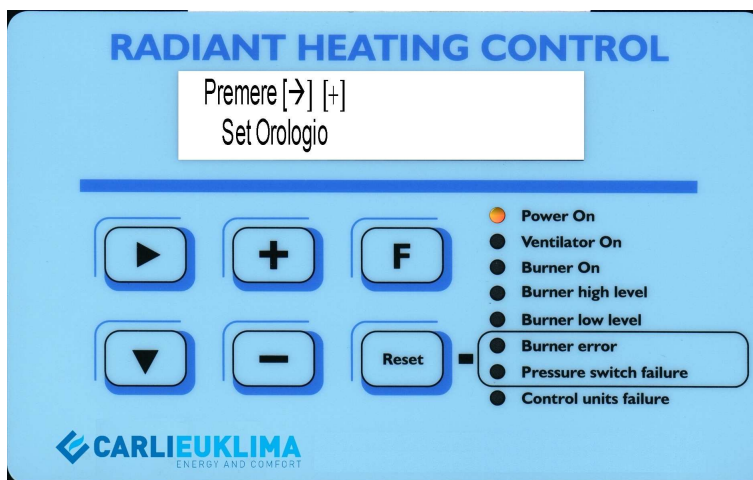 RADIANT HEATING CONTROL
Premere [→] [+]
Set Orologio
+
F
Power On
Ventilator On
Burner On
Burner high level
Burner low level
-
Reset
Burner error
Pressure switch failure
Control units failure
CARLIEUKLIMA
ENERGY AND COMFORT